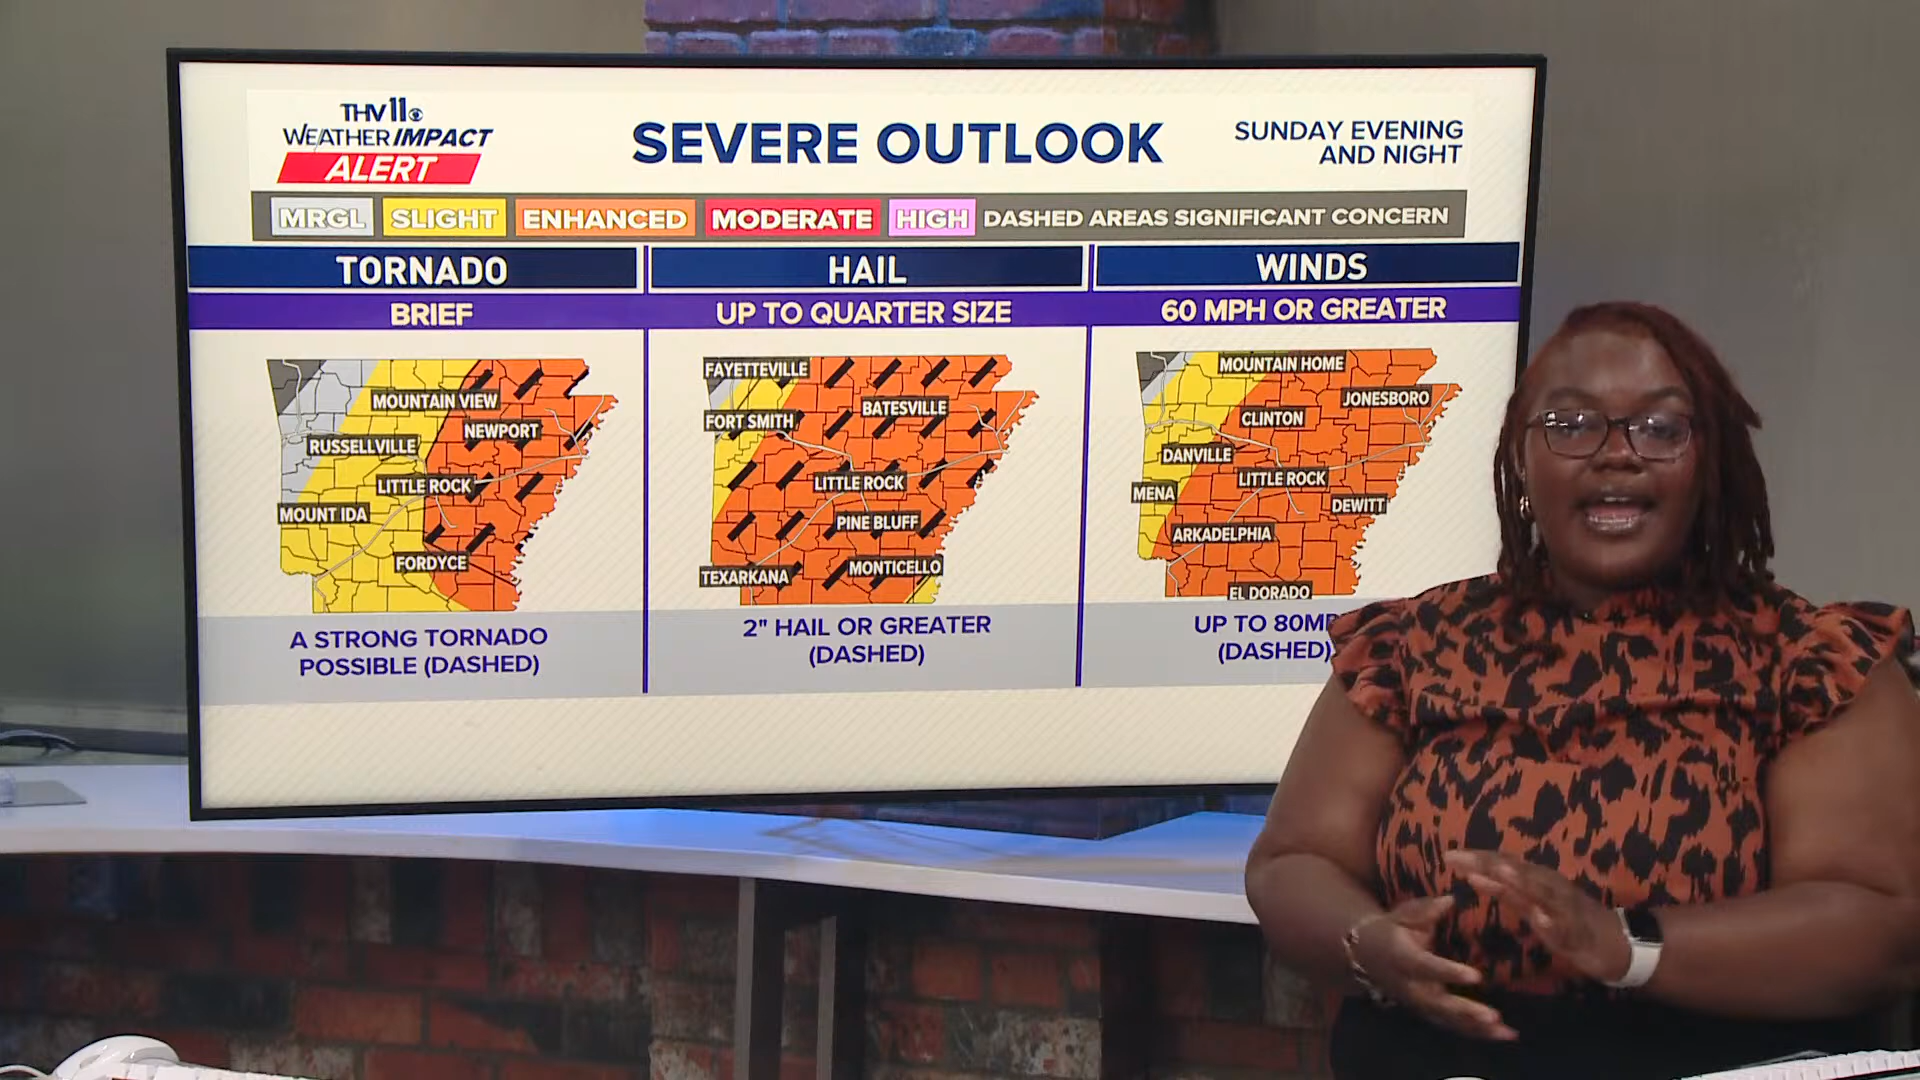 THV11
WEATHER IMPACT
ALERT
SEVERE OUTLOOK
SUNDAY EVENING
AND NIGHT
MRGL SLIGHT ENHANCED MODERATE HIGH DASHED AREAS SIGNIFICANT CONCERN
TORNADO
BRIEF
MOUNTAIN VIEW
NEWPORT
RUSSELLVILLE
LITTLE ROCK
MOUNT IDA
FORDYCE
A STRONG TORNADO
POSSIBLE (DASHED)
HAIL
UP TO QUARTER SIZE
FAYETTEVILLE
BATESVILLE
FORT SMITH
LITTLE ROCK
PINE BLUFF
MONTICELLO
TEXARKANA
2" HAIL OR GREATER
(DASHED)
WINDS
60 MPH OR GREATER
MOUNTAIN HOME
JONESBORO
CLINTON
DANVILLE
LITTLE ROCK
MENA
DEWITT
ARKADELPHIA
EL DORADO
UP TO 80MP
(DASHED)